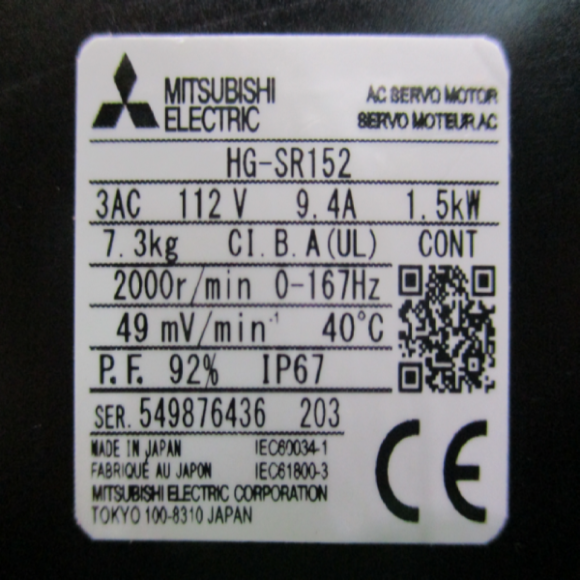 MITSUBISHI
ELECTRIC
AC SERVO MOTOR
SERVO MOTEUR AC
HG-SR152
3AC 112 V 9.4A 1.5kW
7.3kg CI.B.A(UL) CONT
2000r/min 0-167Hz
49 mV/min⁻¹ 40°C
P.F. 92% IP67
SER. 549876436 203
MADE IN JAPAN IEC60034-1
FABRIQUÉ AU JAPON IEC61800-3
MITSUBISHI ELECTRIC CORPORATION
TOKYO 100-8310 JAPAN
CE